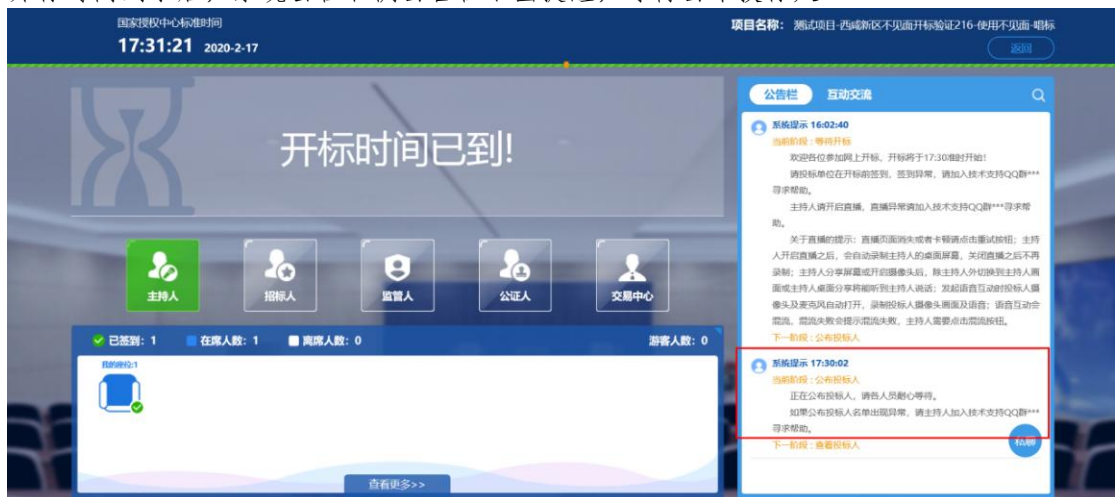 国家授权中心标准时间
17:31:21 2020-2-17
项目名称: 测试项目-西咸新区不见面开标验证216-使用不见面-唱标
返回
开标时间已到!
主持人
招标人
监管人
公证人
交易中心
已签到: 1 在席人数: 1 离席人数: 0 游客人数: 0
我的座位:1
查看更多>>
公告栏 互动交流
系统提示 16:02:40
当前阶段 : 等待开标
欢迎各位参加网上开标, 开标将于17:30准时开始!
请投标单位在开标前签到, 签到异常, 请加入技术支持QQ群***
寻求帮助。
主持人请开启直播, 直播异常请加入技术支持QQ群***寻求帮
助。
关于直播的提示: 直播页面消失或者卡顿请点击重试按钮; 主持
人开启直播之后, 会自动录制主持人的桌面屏幕, 关闭直播之后不再
录制; 主持人分享屏幕或开启摄像头后, 除主持人外切换到主持人画
面或主持人桌面分享将能听到主持人说话; 发起语音互动时投标人摄
像头及麦克风自动打开, 录制投标人摄像头画面及语音; 语音互动会
混流, 混流失败会提示混流失败, 主持人需要点击混流按钮。
下一阶段 : 公布投标人
系统提示 17:30:02
当前阶段 : 公布投标人
正在公布投标人, 请各人员耐心等待。
如果公布投标人名单出现异常, 请主持人加入技术支持QQ群***
寻求帮助。
下一阶段 : 查看投标人
私聊